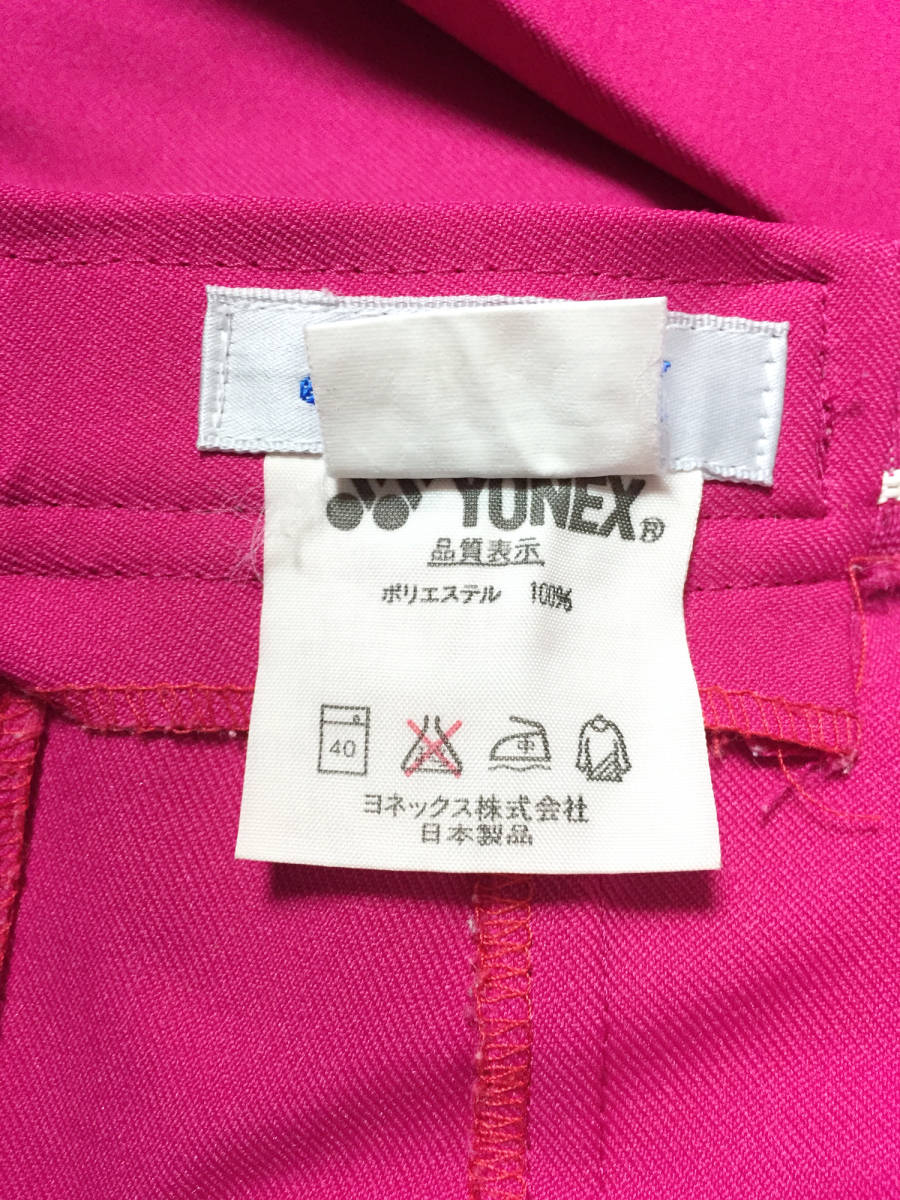 YONEX®
品質表示
ポリエステル 100%
40 中
ヨネックス株式会社
日本製品